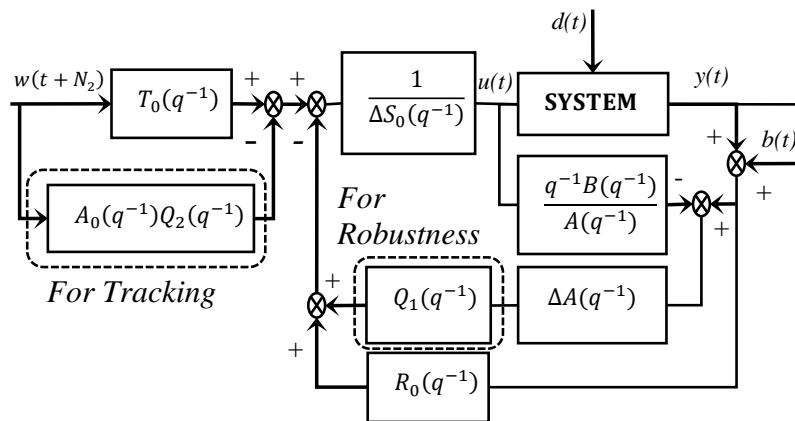 d(t)
w(t + N₂)
+
+
T₀(q⁻¹)
1
ΔS₀(q⁻¹)
u(t)
SYSTEM
y(t)
-
-
+
b(t)
+
A₀(q⁻¹)Q₂(q⁻¹)
For Tracking
For
Robustness
q⁻¹B(q⁻¹)
A(q⁻¹)
-
+
+
Q₁(q⁻¹)
ΔA(q⁻¹)
+
R₀(q⁻¹)